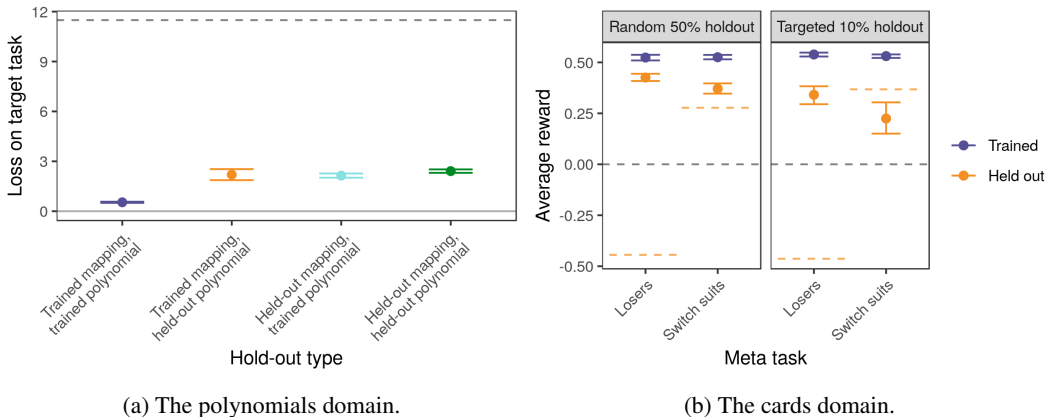 12
9
6
3
0
Loss on target task
Trained mapping,
trained polynomial
Trained mapping,
held-out polynomial
Held-out mapping,
trained polynomial
Held-out mapping,
held-out polynomial
Hold-out type
(a) The polynomials domain.
Random 50% holdout
Targeted 10% holdout
0.50
0.25
0.00
-0.25
-0.50
Average reward
Losers
Switch suits
Losers
Switch suits
Meta task
Trained
Held out
(b) The cards domain.